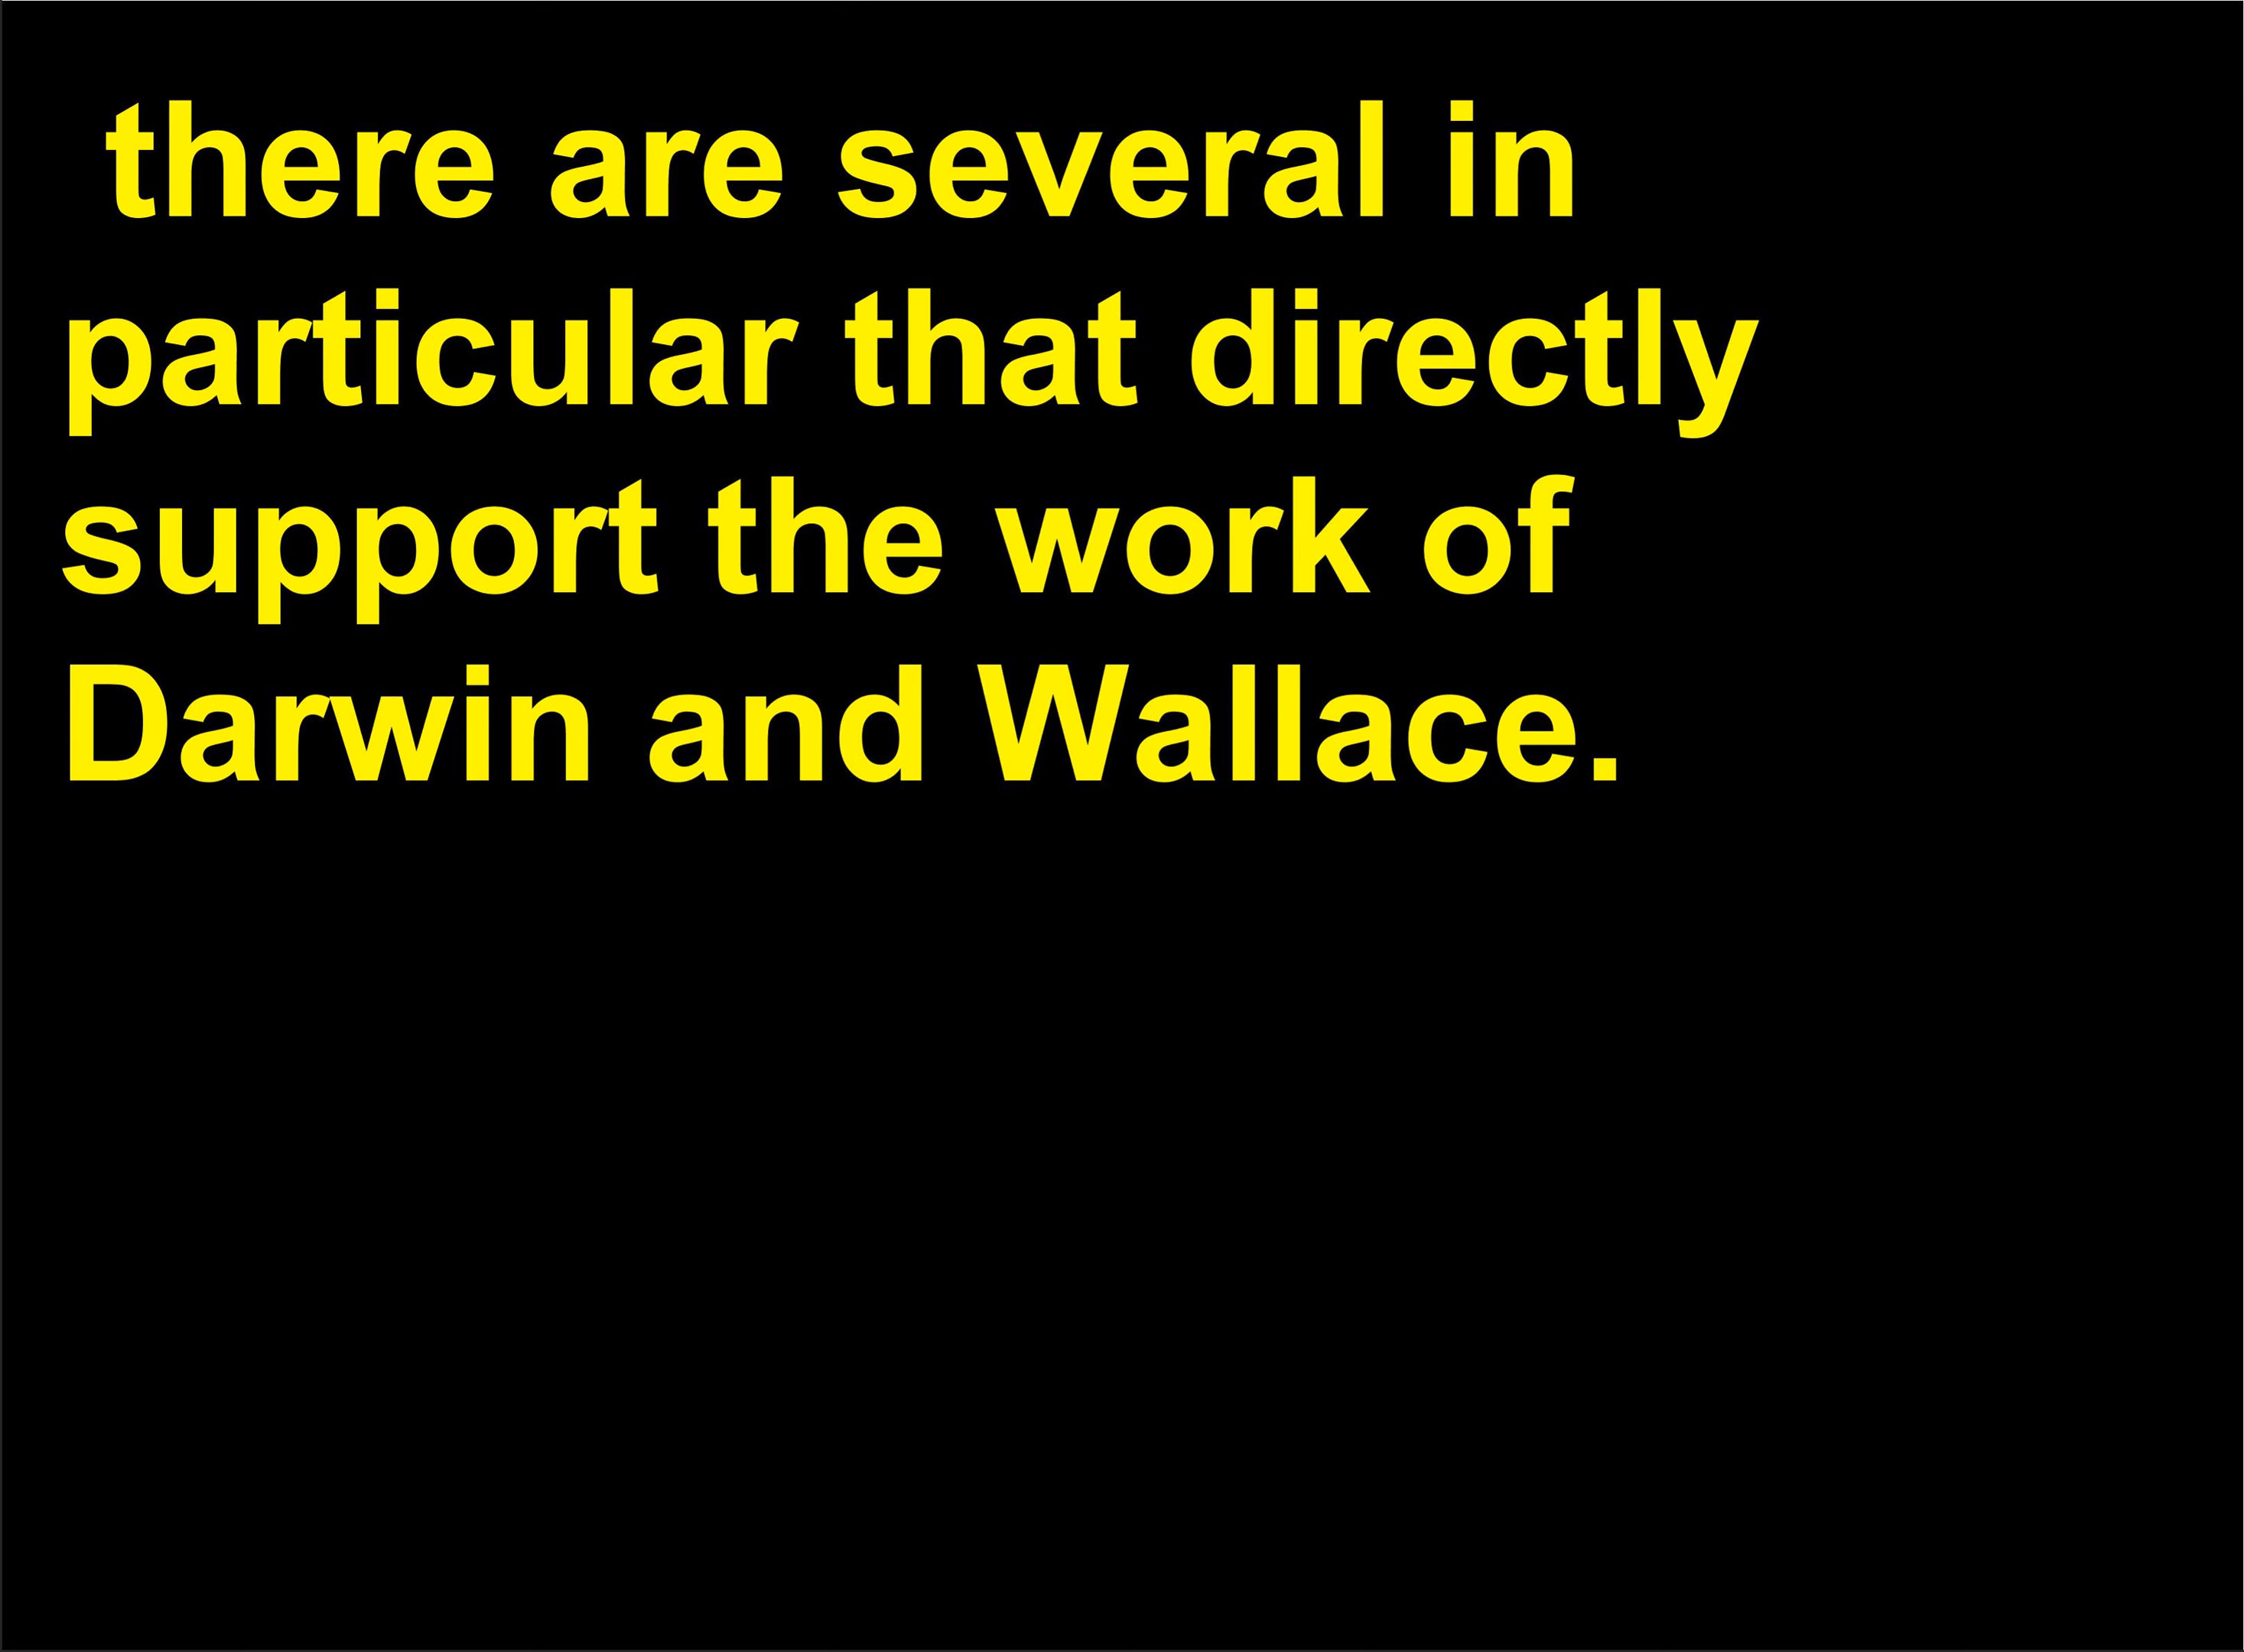 there are several in
particular that directly
support the work of
Darwin and Wallace.